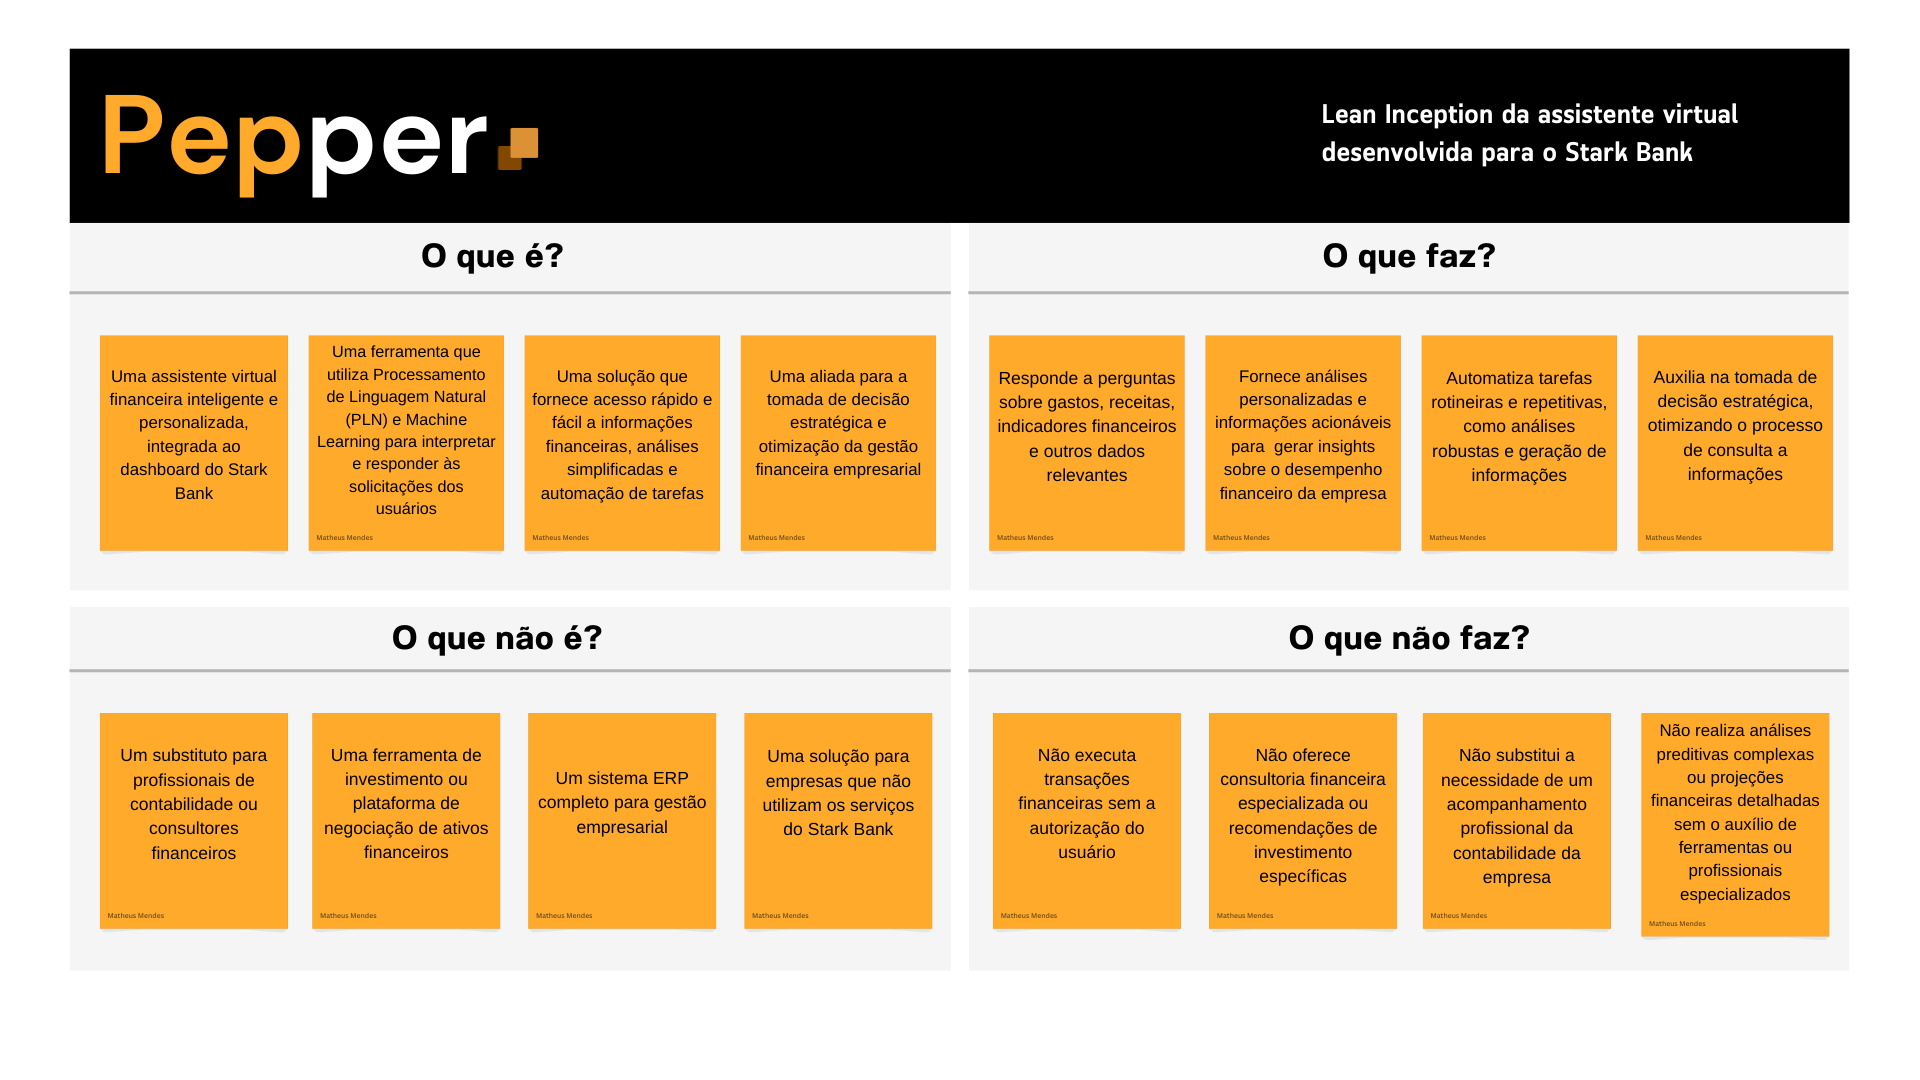 Pepper
Lean Inception da assistente virtual
desenvolvida para o Stark Bank
O que é?
Uma assistente virtual
financeira inteligente e
personalizada,
integrada ao
dashboard do Stark
Bank
Uma ferramenta que
utiliza Processamento
de Linguagem Natural
(PLN) e Machine
Learning para interpretar
e responder às
solicitações dos
usuários
Matheus Mendes
Uma solução que
fornece acesso rápido e
fácil a informações
financeiras, análises
simplificadas e
automação de tarefas
Matheus Mendes
Uma aliada para a
tomada de decisão
estratégica e
otimização da gestão
financeira empresarial
Matheus Mendes
O que faz?
Responde a perguntas
sobre gastos, receitas,
indicadores financeiros
e outros dados
relevantes
Matheus Mendes
Fornece análises
personalizadas e
informações acionáveis
para  gerar insights
sobre o desempenho
financeiro da empresa
Matheus Mendes
Automatiza tarefas
rotineiras e repetitivas,
como análises
robustas e geração de
informações
Matheus Mendes
Auxilia na tomada de
decisão estratégica,
otimizando o processo
de consulta a
informações
Matheus Mendes
O que não é?
Um substituto para
profissionais de
contabilidade ou
consultores
financeiros
Matheus Mendes
Uma ferramenta de
investimento ou
plataforma de
negociação de ativos
financeiros
Matheus Mendes
Um sistema ERP
completo para gestão
empresarial
Matheus Mendes
Uma solução para
empresas que não
utilizam os serviços
do Stark Bank
Matheus Mendes
O que não faz?
Não executa
transações
financeiras sem a
autorização do
usuário
Matheus Mendes
Não oferece
consultoria financeira
especializada ou
recomendações de
investimento
específicas
Matheus Mendes
Não substitui a
necessidade de um
acompanhamento
profissional da
contabilidade da
empresa
Matheus Mendes
Não realiza análises
preditivas complexas
ou projeções
financeiras detalhadas
sem o auxílio de
ferramentas ou
profissionais
especializados
Matheus Mendes